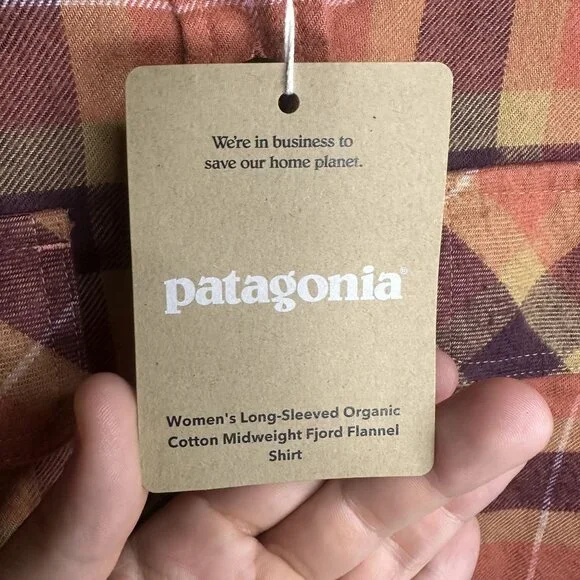 We're in business to
save our home planet.
patagonia®
Women's Long-Sleeved Organic
Cotton Midweight Fjord Flannel
Shirt